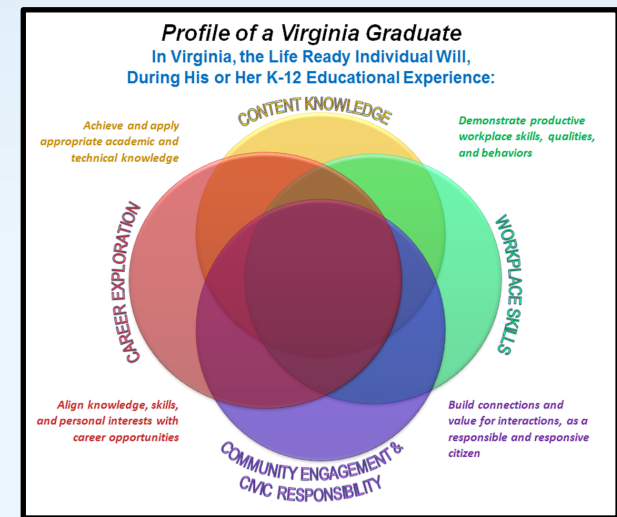 Profile of a Virginia Graduate
In Virginia, the Life Ready Individual Will,
During His or Her K-12 Educational Experience:
CONTENT KNOWLEDGE
Achieve and apply
appropriate academic and
technical knowledge
Demonstrate productive
workplace skills, qualities,
and behaviors
CAREER EXPLORATION
WORKPLACE SKILLS
Align knowledge, skills,
and personal interests with
career opportunities
Build connections and
value for interactions, as a
responsible and responsive
citizen
COMMUNITY ENGAGEMENT &
CIVIC RESPONSIBILITY